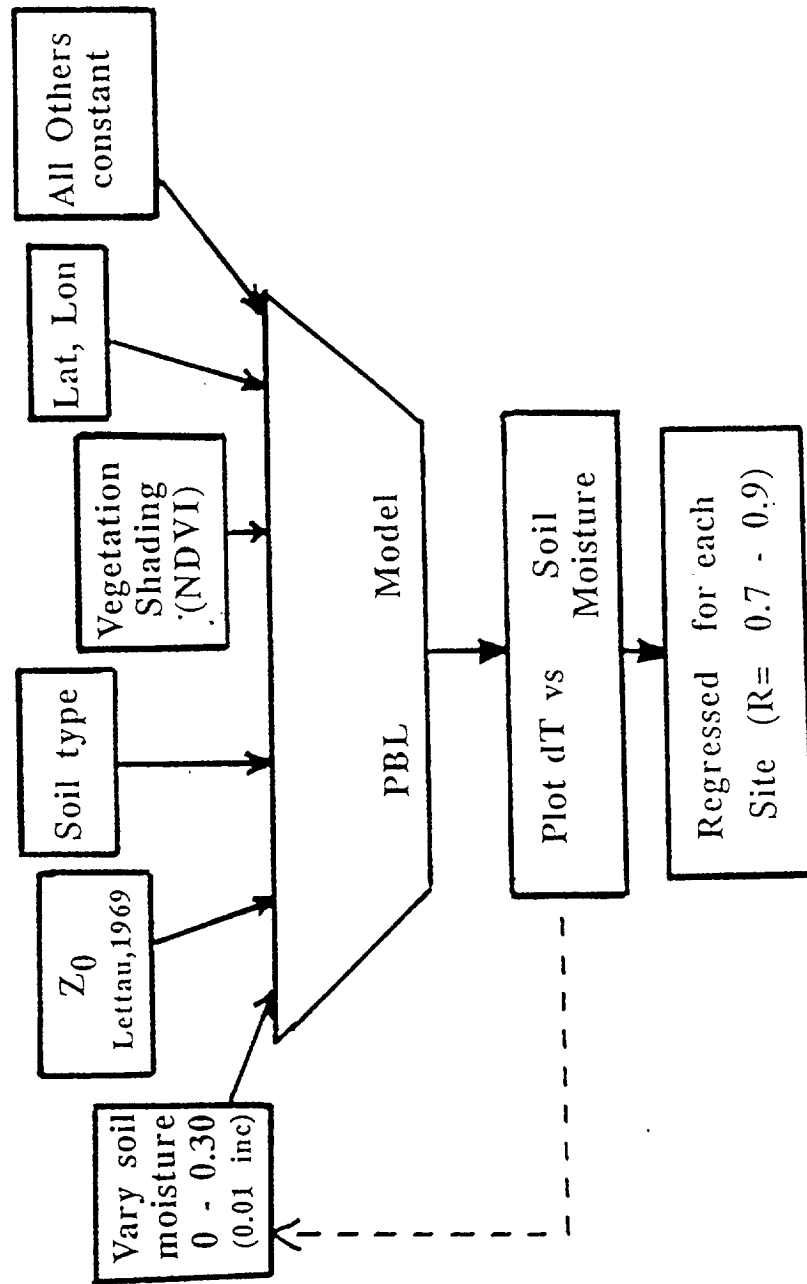 Vary soil
moisture
0 - 0.30
(0.01 inc)
Z0
Lettau,1969
Soil type
Vegetation
Shading
(NDVI)
Lat, Lon
All Others
constant
PBL Model
Plot dT vs Soil
Moisture
Regressed for each
Site (R= 0.7 - 0.9)